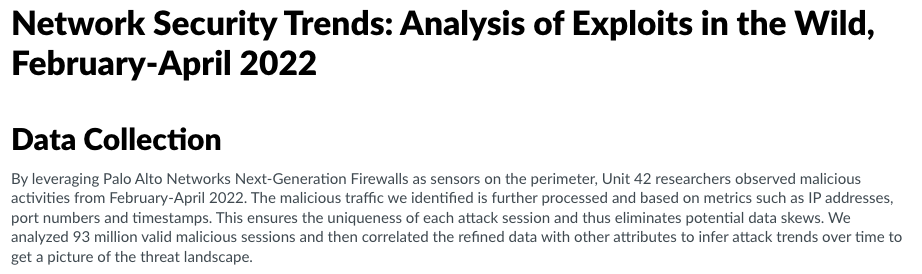 Network Security Trends: Analysis of Exploits in the Wild,
February-April 2022
Data Collection
By leveraging Palo Alto Networks Next-Generation Firewalls as sensors on the perimeter, Unit 42 researchers observed malicious
activities from February-April 2022. The malicious traffic we identified is further processed and based on metrics such as IP addresses,
port numbers and timestamps. This ensures the uniqueness of each attack session and thus eliminates potential data skews. We
analyzed 93 million valid malicious sessions and then correlated the refined data with other attributes to infer attack trends over time to
get a picture of the threat landscape.